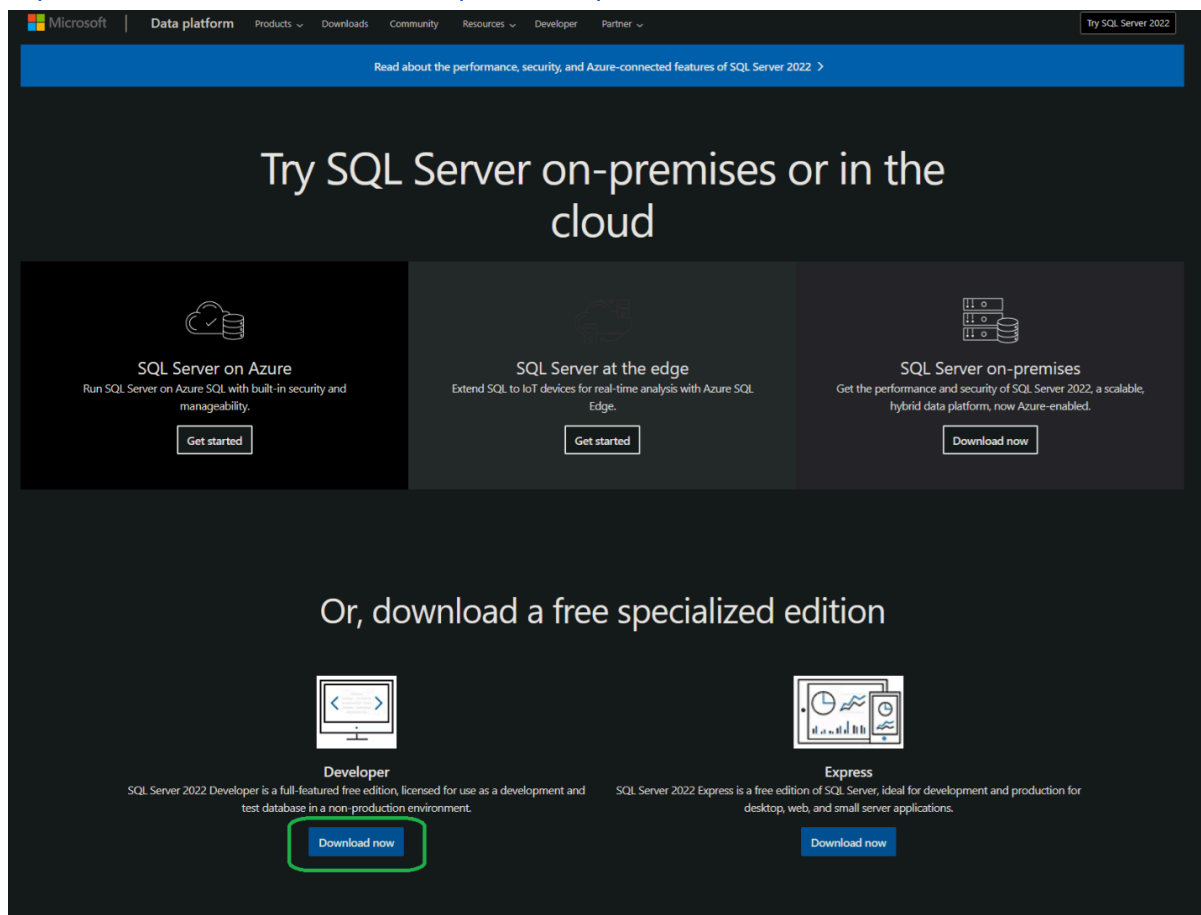 Microsoft
Data platform
Products
Downloads
Community
Resources
Developer
Partner
Try SQL Server 2022
Read about the performance, security, and Azure-connected features of SQL Server 2022
Try SQL Server on-premises or in the
cloud
SQL Server on Azure
Run SQL Server on Azure SQL with built-in security and
manageability.
Get started
SQL Server at the edge
Extend SQL to IoT devices for real-time analysis with Azure SQL
Edge.
Get started
SQL Server on-premises
Get the performance and security of SQL Server 2022, a scalable,
hybrid data platform, now Azure-enabled.
Download now
Or, download a free specialized edition
Developer
SQL Server 2022 Developer is a full-featured free edition, licensed for use as a development and
test database in a non-production environment.
Download now
Express
SQL Server 2022 Express is a free edition of SQL Server, ideal for development and production for
desktop, web, and small server applications.
Download now